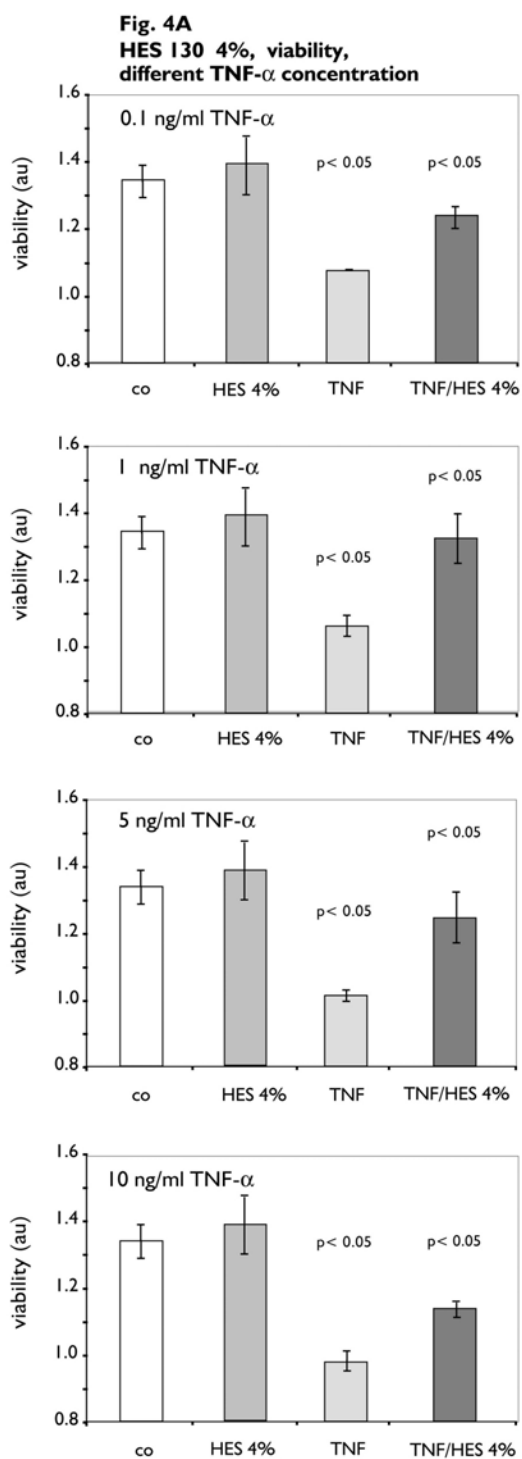 Fig. 4A
HES 130 4%, viability,
different TNF-α concentration
1.6
1.4
1.2
1.0
0.8
viability (au)
0.1 ng/ml TNF-α
p< 0.05
p< 0.05
co
HES 4%
TNF
TNF/HES 4%
1.6
1.4
1.2
1.0
0.8
viability (au)
1 ng/ml TNF-α
p< 0.05
p< 0.05
co
HES 4%
TNF
TNF/HES 4%
1.6
1.4
1.2
1.0
0.8
viability (au)
5 ng/ml TNF-α
p< 0.05
p< 0.05
co
HES 4%
TNF
TNF/HES 4%
1.6
1.4
1.2
1.0
0.8
viability (au)
10 ng/ml TNF-α
p< 0.05
p< 0.05
co
HES 4%
TNF
TNF/HES 4%